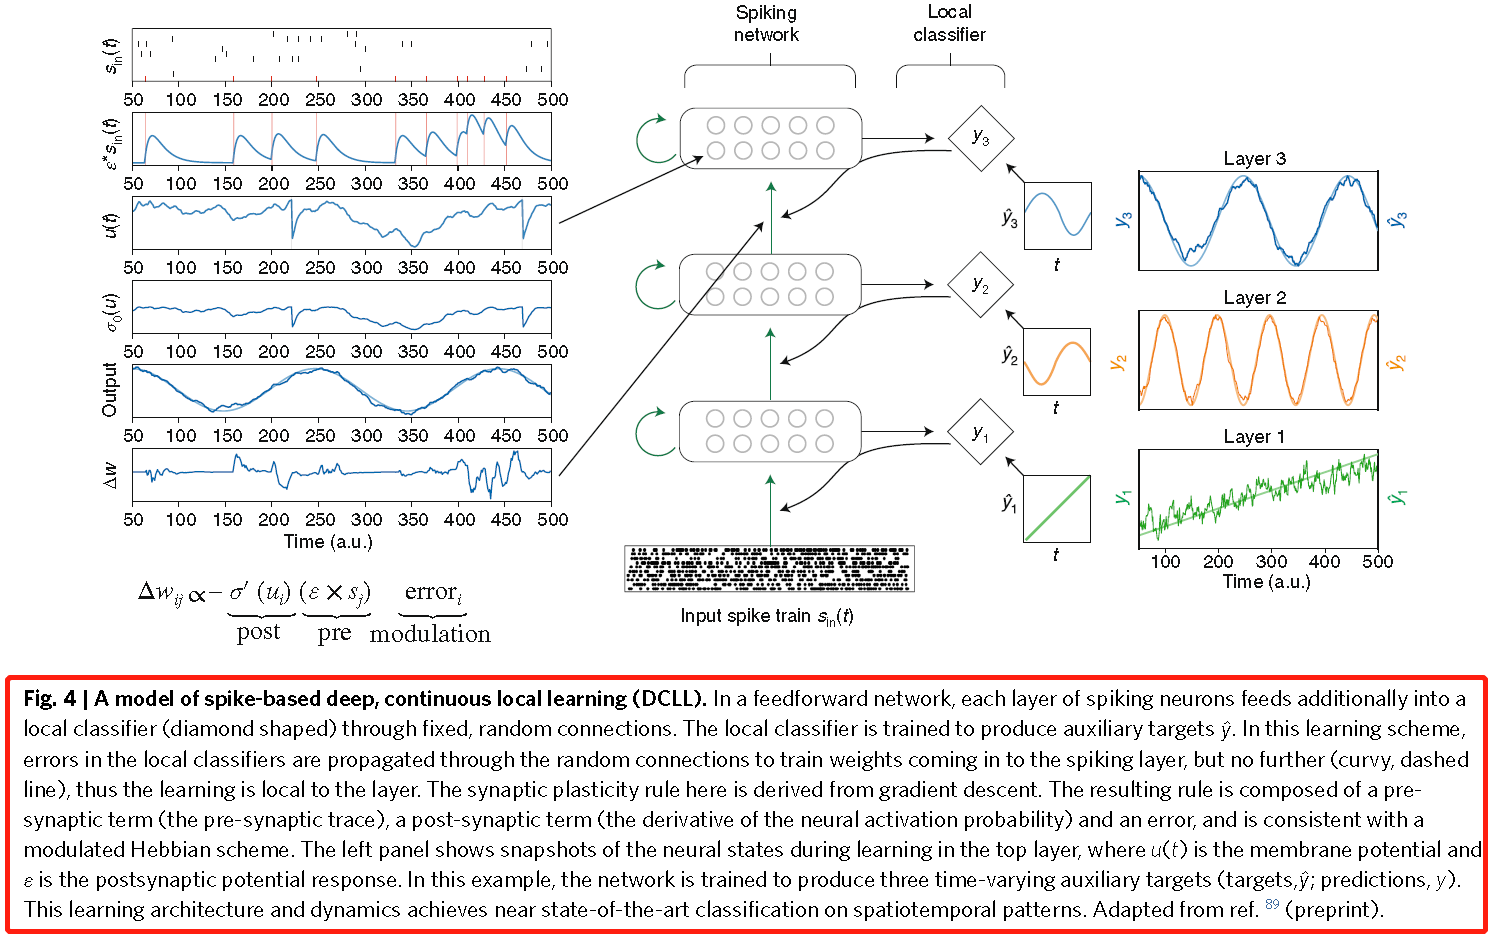 Spiking
network
Local
classifier
s_in(t)
50 100 150 200 250 300 350 400 450 500
ε*s_in(t)
50 100 150 200 250 300 350 400 450 500
u(t)
50 100 150 200 250 300 350 400 450 500
σ₀(u)
50 100 150 200 250 300 350 400 450 500
Output
50 100 150 200 250 300 350 400 450 500
Δw
50 100 150 200 250 300 350 400 450 500
Time (a.u.)
Δw_ij ∝ − σ′ (u_i) (ε × s_j) error_i
post pre modulation
y₃
ŷ₃
t
y₂
ŷ₂
t
y₁
ŷ₁
t
Input spike train s_in(t)
Layer 3
y₃ ŷ₃
Layer 2
y₂ ŷ₂
Layer 1
y₁ ŷ₁
100 200 300 400 500
Time (a.u.)
Fig. 4 | A model of spike-based deep, continuous local learning (DCLL). In a feedforward network, each layer of spiking neurons feeds additionally into a
local classifier (diamond shaped) through fixed, random connections. The local classifier is trained to produce auxiliary targets ŷ. In this learning scheme,
errors in the local classifiers are propagated through the random connections to train weights coming in to the spiking layer, but no further (curvy, dashed
line), thus the learning is local to the layer. The synaptic plasticity rule here is derived from gradient descent. The resulting rule is composed of a pre-
synaptic term (the pre-synaptic trace), a post-synaptic term (the derivative of the neural activation probability) and an error, and is consistent with a
modulated Hebbian scheme. The left panel shows snapshots of the neural states during learning in the top layer, where u(t) is the membrane potential and
ε is the postsynaptic potential response. In this example, the network is trained to produce three time-varying auxiliary targets (targets,ŷ; predictions, y).
This learning architecture and dynamics achieves near state-of-the-art classification on spatiotemporal patterns. Adapted from ref. 89 (preprint).